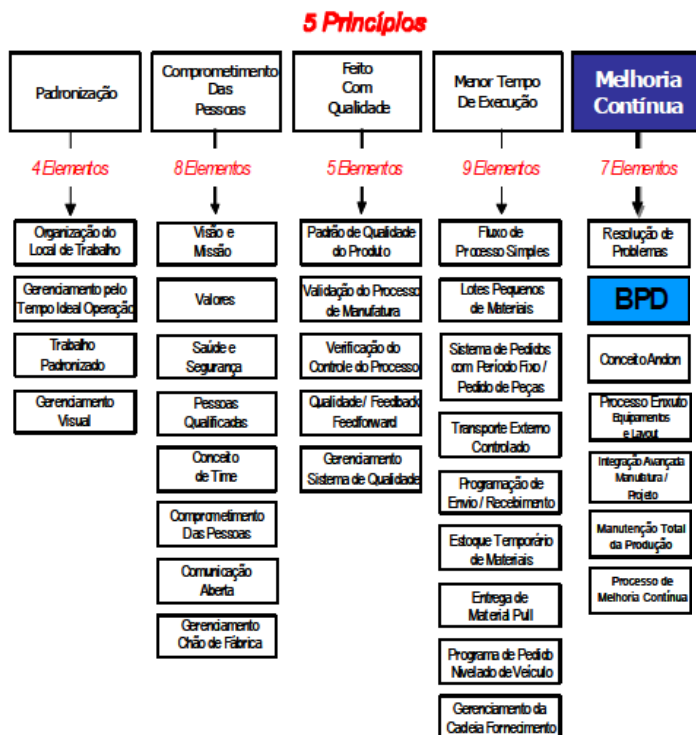 5 Princípios
Padronização
Comprometimento
Das
Pessoas
Feito
Com
Qualidade
Menor Tempo
De Execução
Melhoria
Contínua
4 Elementos
8 Elementos
5 Elementos
9 Elementos
7 Elementos
Organização do
Local de Trabalho
Gerenciamento pelo
Tempo Ideal Operação
Trabalho
Padronizado
Gerenciamento
Visual
Visão e
Missão
Valores
Saúde e
Segurança
Pessoas
Qualificadas
Conceito
de Time
Comprometimento
Das Pessoas
Comunicação
Aberta
Gerenciamento
Chão de Fábrica
Padrão de Qualidade
do Produto
Validação do Processo
de Manufatura
Verificação do
Controle do Processo
Qualidade / Feedback
Feedforward
Gerenciamento
Sistema de Qualidade
Fluxo de
Processo Simples
Lotes Pequenos
de Materiais
Sistema de Pedidos
com Período Fixo /
Pedido de Peças
Transporte Externo
Controlado
Programação de
Envio / Recebimento
Estoque Temporário
de Materiais
Entrega de
Material Pull
Programa de Pedido
Nivelado de Veículo
Gerenciamento da
Cadeia Fornecimento
Resolução de
Problemas
BPD
Conceito Andon
Processo Enxuto
Equipamentos
e Layout
Integração Avançada
Manufatura /
Projeto
Manutenção Total
da Produção
Processo de
Melhoria Contínua